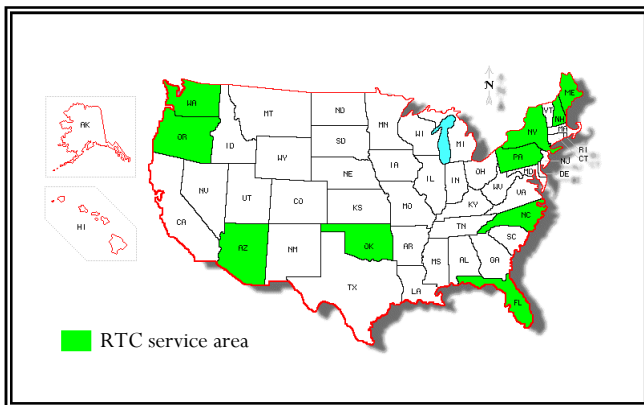 WA
ME
MT
ND
VT
NH
MN
OR
WI
NY
MA
AK
ID
SD
MI
RI
WY
CT
IA
PA
NE
NJ
OH
MD
DE
NV
IL
IN
UT
WV
VA
CO
HI
KS
MO
KY
CA
NC
TN
AZ
OK
NM
AR
SC
MS
AL
GA
TX
LA
FL
N
RTC service area